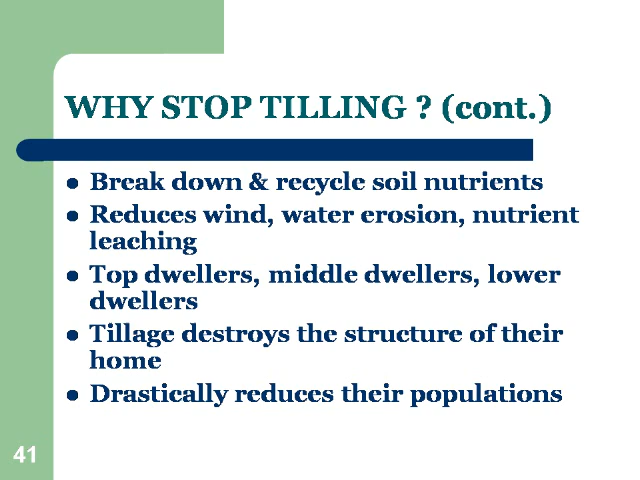 WHY STOP TILLING ? (cont.)
Break down & recycle soil nutrients
Reduces wind, water erosion, nutrient
leaching
Top dwellers, middle dwellers, lower
dwellers
Tillage destroys the structure of their
home
Drastically reduces their populations
41